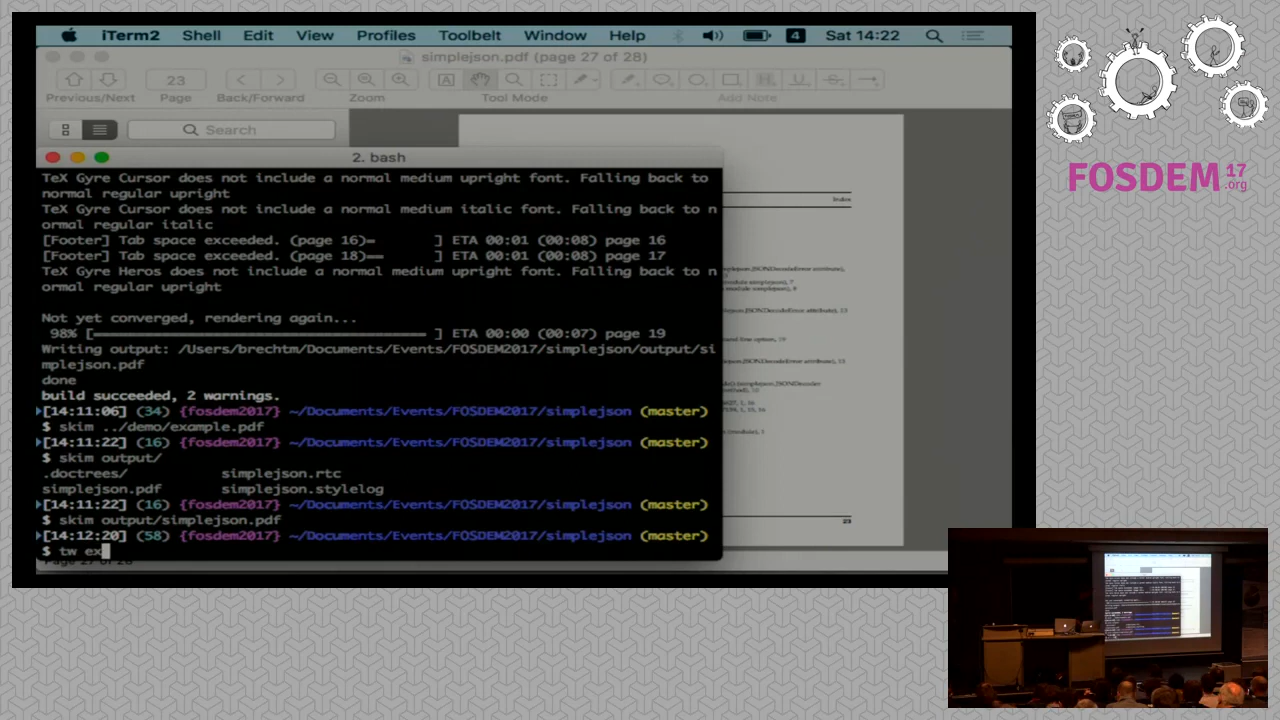 iTerm2 Shell Edit View Profiles Toolbelt Window Help 4 Sat 14:22
simplejson.pdf (page 27 of 28)
23
Previous/Next Page Back/Forward Zoom Tool Mode Add Note
Search
2. bash
TeX Gyre Cursor does not include a normal medium upright font. Falling back to
normal regular upright
TeX Gyre Cursor does not include a normal medium italic font. Falling back to n
ormal regular italic
[Footer] Tab space exceeded. (page 16)= ] ETA 00:01 (00:08) page 16
[Footer] Tab space exceeded. (page 18)== ] ETA 00:01 (00:08) page 17
TeX Gyre Heros does not include a normal medium upright font. Falling back to n
ormal regular upright
Not yet converged, rendering again...
98% [====================================== ] ETA 00:00 (00:07) page 19
Writing output: /Users/brechtm/Documents/Events/FOSDEM2017/simplejson/output/si
mplejson.pdf
done
build succeeded, 2 warnings.
[14:11:06] (34) {fosdem2017} ~/Documents/Events/FOSDEM2017/simplejson (master)
$ skim ../demo/example.pdf
[14:11:22] (16) {fosdem2017} ~/Documents/Events/FOSDEM2017/simplejson (master)
$ skim output/
.doctrees/ simplejson.rtc
simplejson.pdf simplejson.stylelog
[14:11:22] (16) {fosdem2017} ~/Documents/Events/FOSDEM2017/simplejson (master)
$ skim output/simplejson.pdf
[14:12:20] (58) {fosdem2017} ~/Documents/Events/FOSDEM2017/simplejson (master)
$ tw ex
Page 27 of 28
Index
23
FOSDEM 17
.org